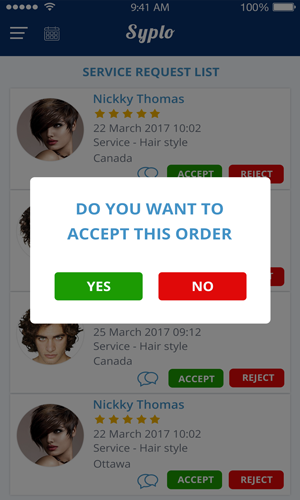 9:41 AM
100%
Syplo
SERVICE REQUEST LIST
Nickky Thomas
22 March 2017 10:02
Service - Hair style
Canada
ACCEPT
REJECT
DO YOU WANT TO
ACCEPT THIS ORDER
YES
NO
25 March 2017 09:12
Service - Hair style
Canada
ACCEPT
REJECT
Nickky Thomas
22 March 2017 10:02
Service - Hair style
Ottawa
ACCEPT
REJECT